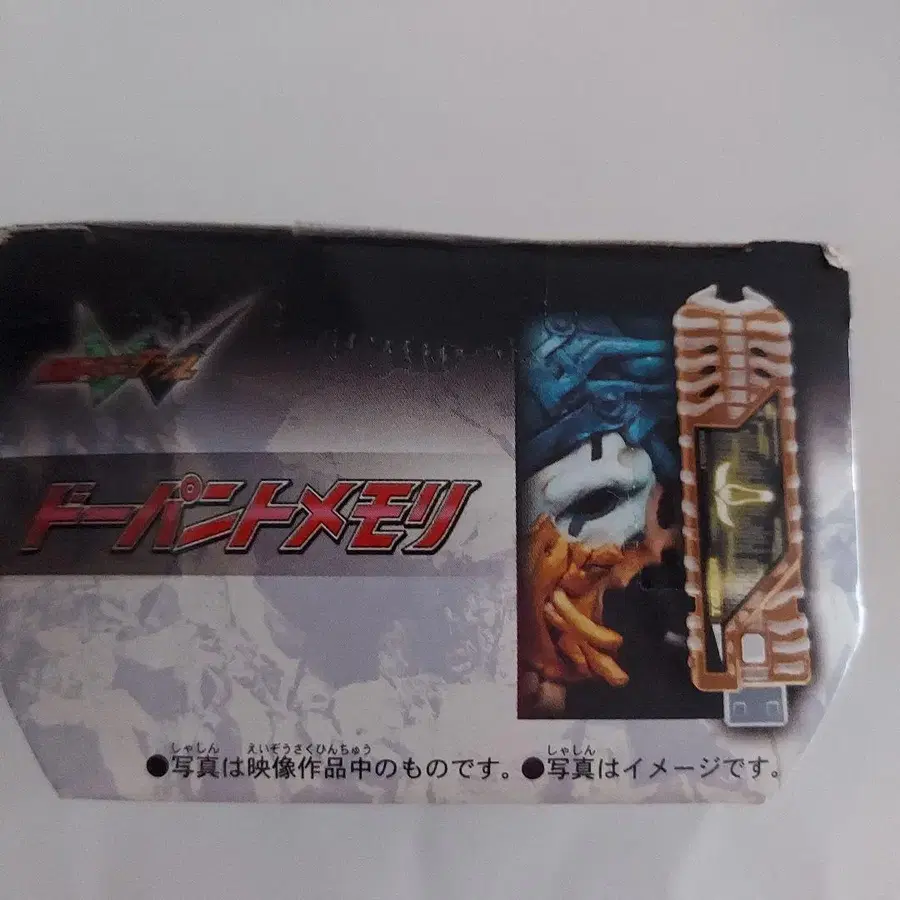 ドーパントメモリ
しゃしん えいぞうさくひんちゅう
●写真は映像作品中のものです。
しゃしん
●写真はイメージです。